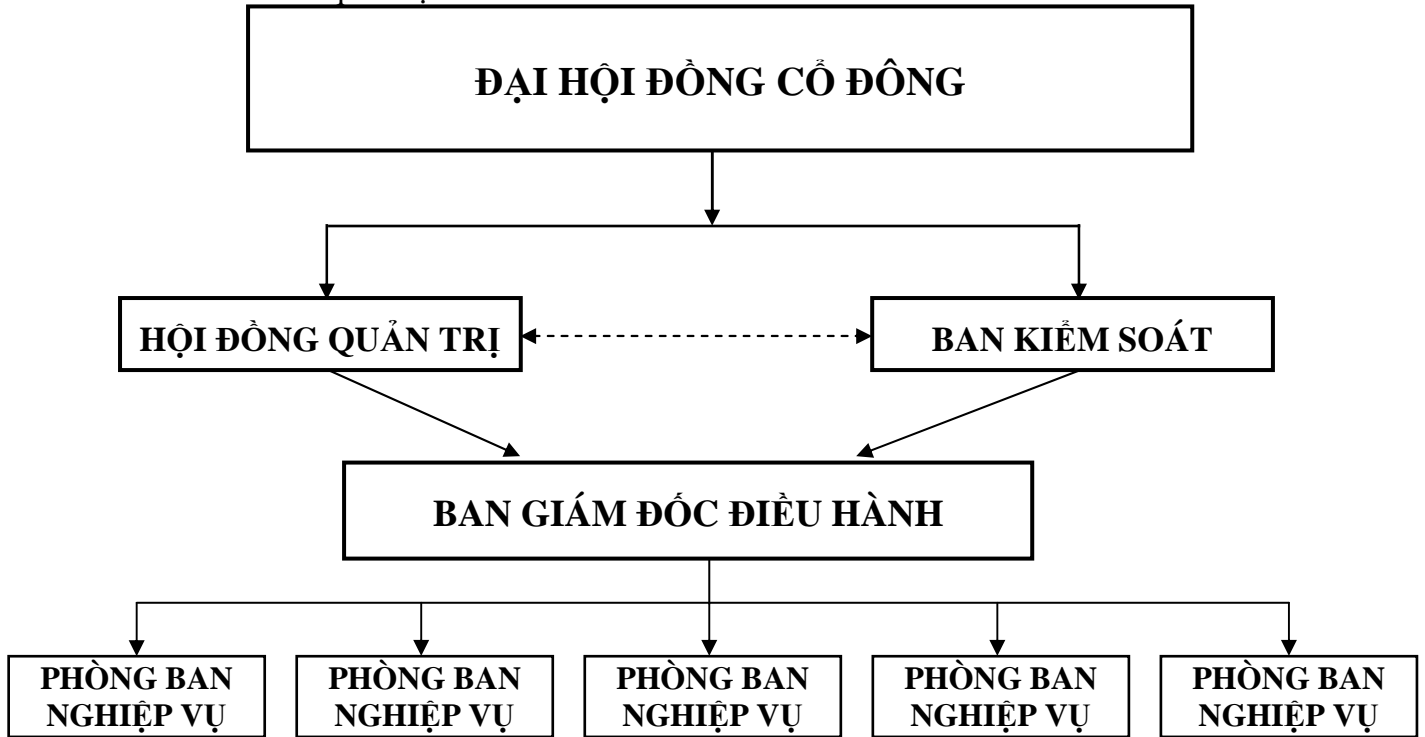 ĐẠI HỘI ĐỒNG CỔ ĐÔNG
HỘI ĐỒNG QUẢN TRỊ
BAN KIỂM SOÁT
BAN GIÁM ĐỐC ĐIỀU HÀNH
PHÒNG BAN
NGHIỆP VỤ
PHÒNG BAN
NGHIỆP VỤ
PHÒNG BAN
NGHIỆP VỤ
PHÒNG BAN
NGHIỆP VỤ
PHÒNG BAN
NGHIỆP VỤ